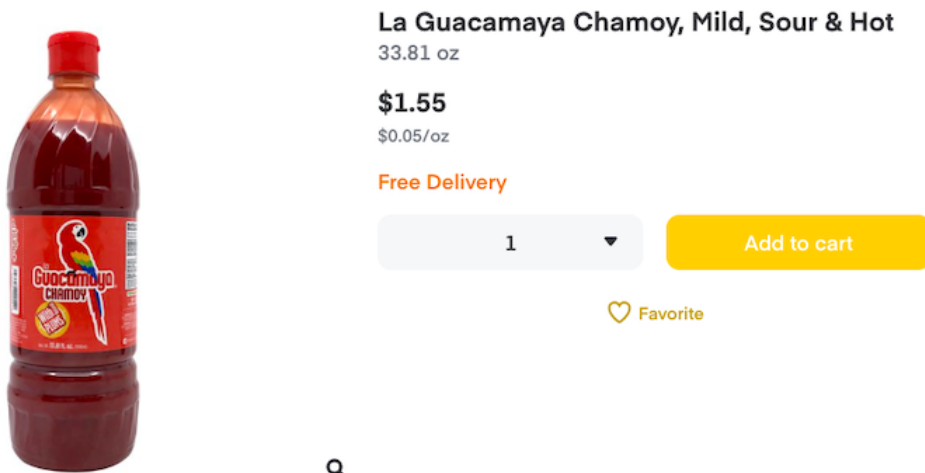 La Guacamaya Chamoy, Mild, Sour & Hot
33.81 oz
$1.55
$0.05/oz
Free Delivery
1
Add to cart
Favorite
Guacamaya
CHAMOY